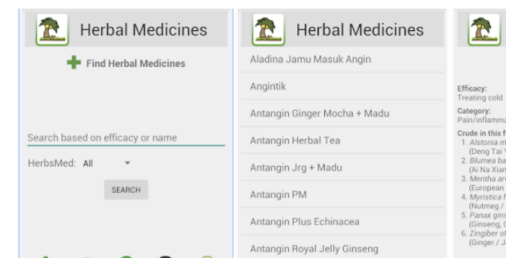 Herbal Medicines
Find Herbal Medicines
Search based on efficacy or name
HerbsMed: All
SEARCH
Herbal Medicines
Aladina Jamu Masuk Angin
Angintik
Antangin Ginger Mocha + Madu
Antangin Herbal Tea
Antangin Jrg + Madu
Antangin PM
Antangin Plus Echinacea
Antangin Royal Jelly Ginseng
Efficacy:
Treating cold
Category:
Pain/inflamma
Crude in this f
1. Alstonia m
(Deng Tai
2. Blumea ba
(Ai Na Xian
3. Mentha ar
(European
4. Myristica f
(Nutmeg /
5. Panax gins
(Ginseng,
6. Zingiber of
(Ginger / J